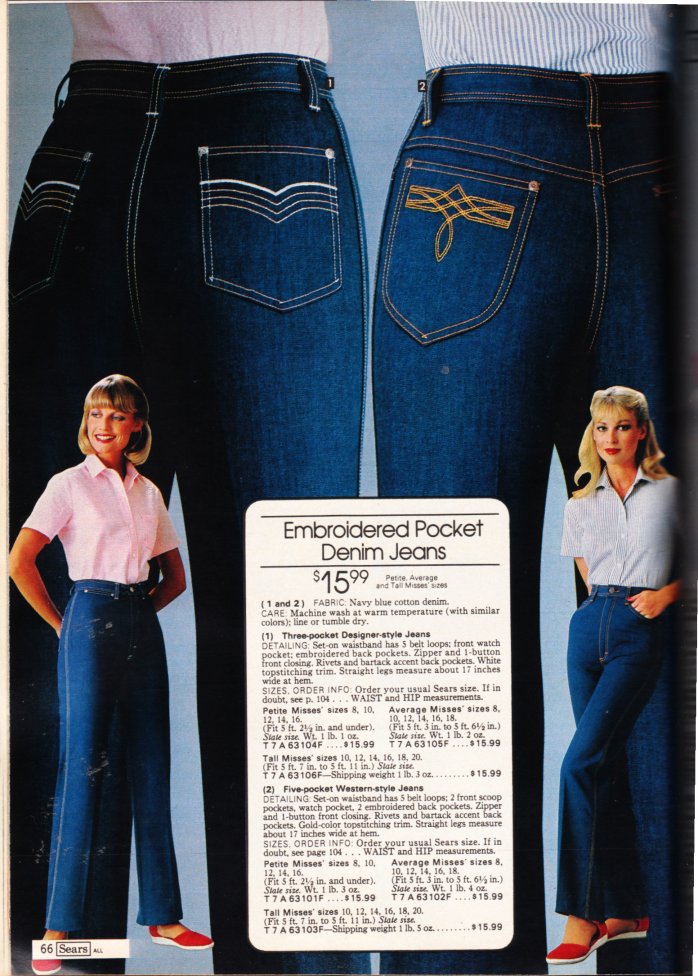 1
2
Embroidered Pocket
Denim Jeans
$15.99 Petite, Average
and Tall Misses' sizes
(1 and 2) FABRIC: Navy blue cotton denim.
CARE: Machine wash at warm temperature (with similar
colors); line or tumble dry.
(1) Three-pocket Designer-style Jeans
DETAILING: Set-on waistband has 5 belt loops; front watch
pocket; embroidered back pockets. Zipper and 1-button
front closing. Rivets and bartack accent back pockets. White
topstitching trim. Straight legs measure about 17 inches
wide at hem.
SIZES, ORDER INFO: Order your usual Sears size. If in
doubt, see p. 104 . . . WAIST and HIP measurements.
Petite Misses' sizes 8, 10,
12, 14, 16.
(Fit 5 ft. 2½ in. and under).
State size. Wt. 1 lb. 1 oz.
T 7 A 63104F ....$15.99
Average Misses' sizes 8,
10, 12, 14, 16, 18.
(Fit 5 ft. 3 in. to 5 ft. 6½ in.)
State size. Wt. 1 lb. 2 oz.
T 7 A 63105F ....$15.99
Tall Misses' sizes 10, 12, 14, 16, 18, 20.
(Fit 5 ft. 7 in. to 5 ft. 11 in.) State size.
T 7 A 63106F—Shipping weight 1 lb. 3 oz.........$15.99
(2) Five-pocket Western-style Jeans
DETAILING: Set-on waistband has 5 belt loops; 2 front scoop
pockets, watch pocket, 2 embroidered back pockets. Zipper
and 1-button front closing. Rivets and bartack accent back
pockets. Gold-color topstitching trim. Straight legs measure
about 17 inches wide at hem.
SIZES, ORDER INFO: Order your usual Sears size. If in
doubt, see page 104 . . . WAIST and HIP measurements.
Petite Misses' sizes 8, 10,
12, 14, 16.
(Fit 5 ft. 2½ in. and under).
State size. Wt. 1 lb. 3 oz.
T 7 A 63101F ....$15.99
Average Misses' sizes 8,
10, 12, 14, 16, 18.
(Fit 5 ft. 3 in. to 5 ft. 6½ in.)
State size. Wt. 1 lb. 4 oz.
T 7 A 63102F ....$15.99
Tall Misses' sizes 10, 12, 14, 16, 18, 20.
(Fit 5 ft. 7 in. to 5 ft. 11 in.) State size.
T 7 A 63103F—Shipping weight 1 lb. 5 oz.........$15.99
66 Sears ALL